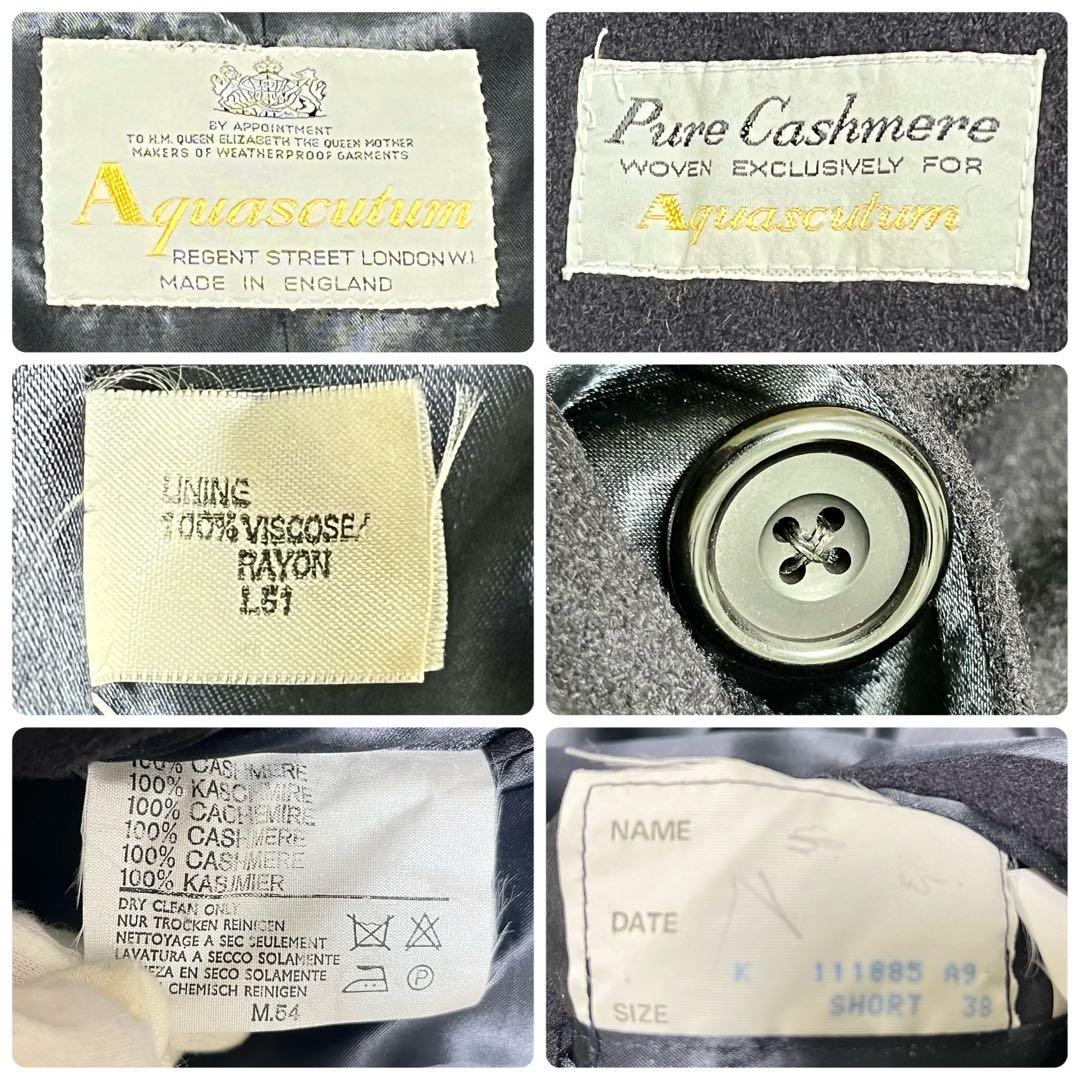 BY APPOINTMENT
TO H.M. QUEEN ELIZABETH THE QUEEN MOTHER
MAKERS OF WEATHERPROOF GARMENTS
Aquascutum
REGENT STREET LONDON W.1.
MADE IN ENGLAND
Pure Cashmere
WOVEN EXCLUSIVELY FOR
Aquascutum
LINING
100% VISCOSE/
RAYON
L51
100% CASHMERE
100% KASCHMIRE
100% CACHEMIRE
100% CASHMERE
100% CASHMERE
100% KASJMIER
DRY CLEAN ONLY
NUR TROCKEN REINIGEN
NETTOYAGE A SEC SEULEMENT
LAVATURA A SECCO SOLAMENTE
EZA EN SECO SOLAMENTE
CHEMISCH REINIGEN
P
M.54
NAME S
DATE N
K 111885 A9
SIZE SHORT 38